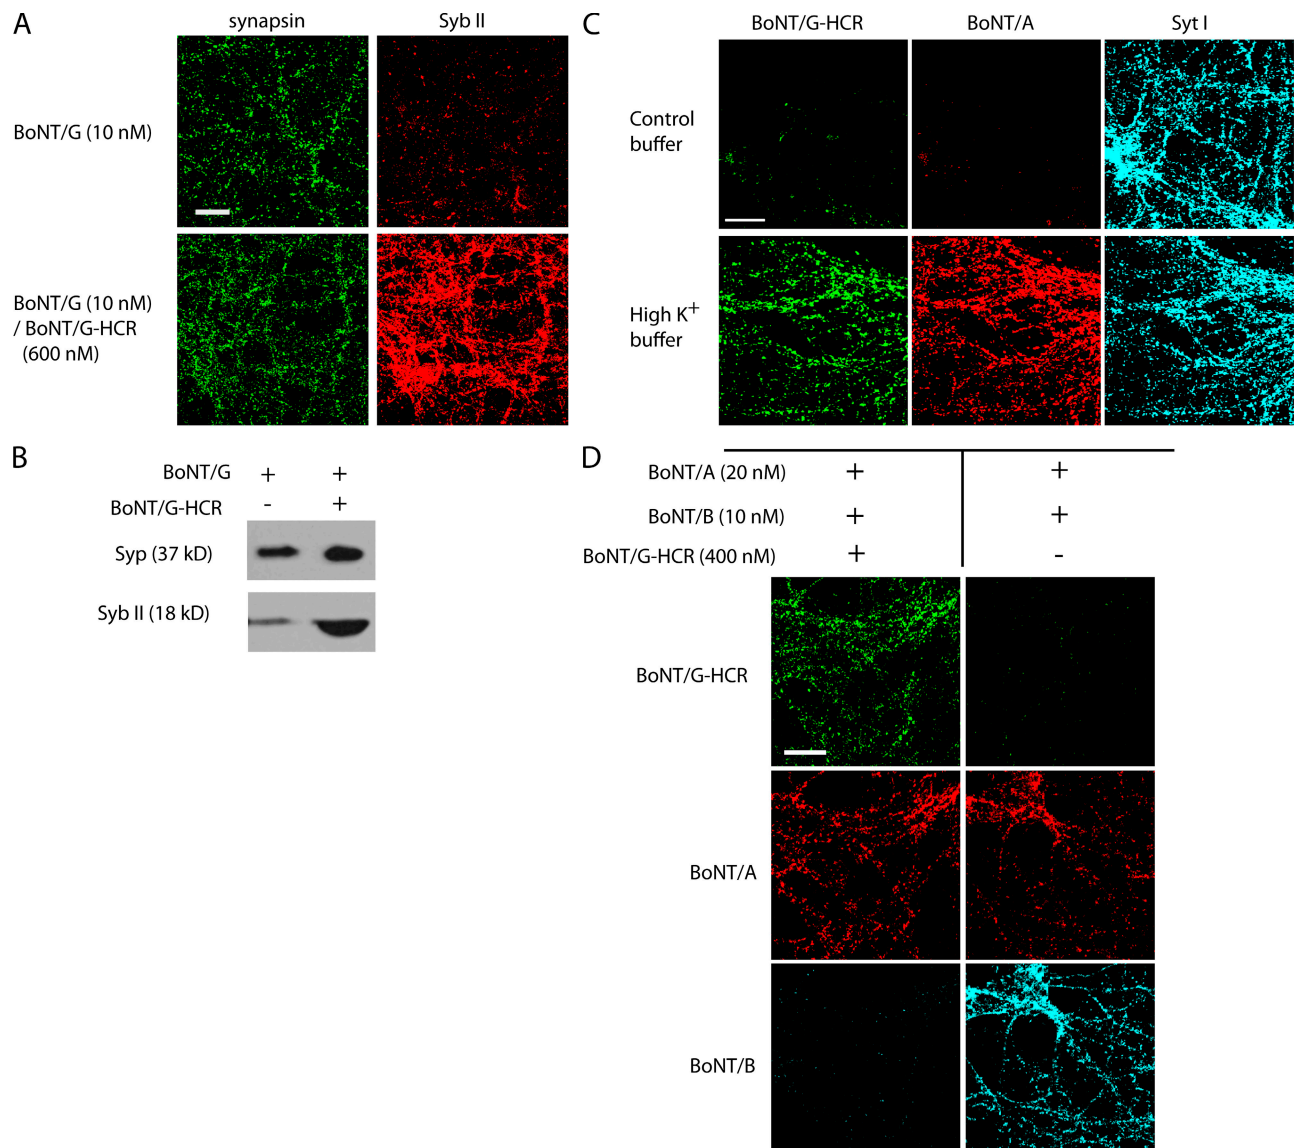 A
synapsin
Syb II
BoNT/G (10 nM)
BoNT/G (10 nM)
/ BoNT/G-HCR
(600 nM)
C
BoNT/G-HCR
BoNT/A
Syt I
Control
buffer
High K+
buffer
B
BoNT/G
+
+
BoNT/G-HCR
-
+
Syp (37 kD)
Syb II (18 kD)
D
BoNT/A (20 nM)
+
+
BoNT/B (10 nM)
+
+
BoNT/G-HCR (400 nM)
+
-
BoNT/G-HCR
BoNT/A
BoNT/B